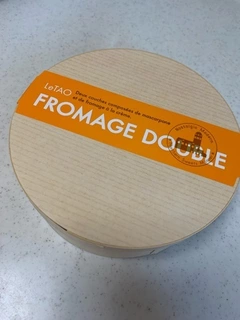 LeTAO
Deux couches composées de mascarpone
et de fromage à la crème
FROMAGE DOUBLE